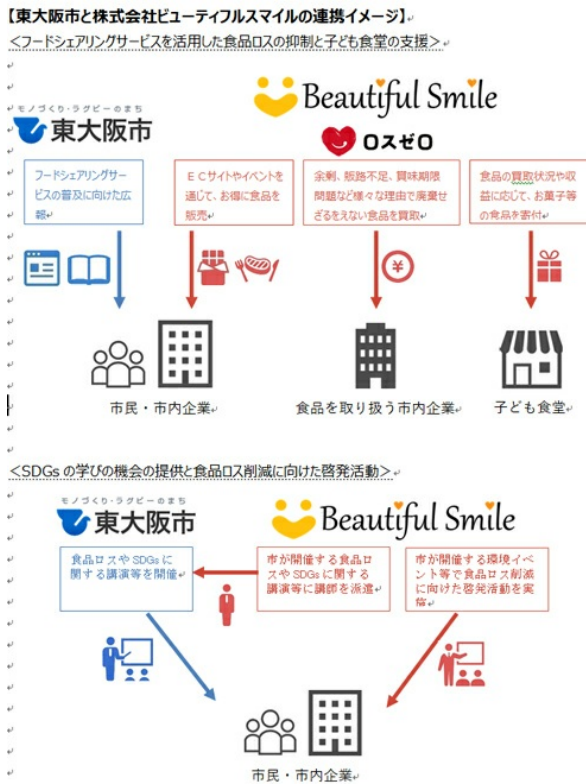 【東大阪市と株式会社ビューティフルスマイルの連携イメージ】
<フードシェアリングサービスを活用した食品ロスの抑制と子ども食堂の支援>
モノづくり・ラグビーのまち
東大阪市
Beautiful Smile
ロスゼロ
フードシェアリングサー
ビスの普及に向けた広
報
ECサイトやイベントを
通じて、お得に食品を
販売
余剰、販路不足、賞味期限
問題など様々な理由で廃棄せ
ざるをえない食品を買取
食品の買取状況や収
益に応じて、お菓子等
の食品を寄付
¥
市民・市内企業
食品を取り扱う市内企業
子ども食堂
<SDGsの学びの機会の提供と食品ロス削減に向けた啓発活動>
モノづくり・ラグビーのまち
東大阪市
Beautiful Smile
食品ロスやSDGsに
関する講演等を開催
市が開催する食品ロ
スやSDGsに関する
講演等に講師を派遣
市が開催する環境イベ
ント等で食品ロス削減
に向けた啓発活動を実
施
市民・市内企業